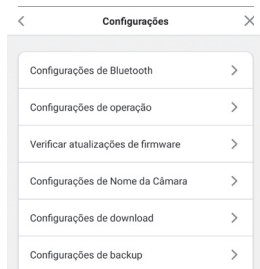 Configurações
Configurações de Bluetooth
Configurações de operação
Verificar atualizações de firmware
Configurações de Nome da Câmara
Configurações de download
Configurações de backup